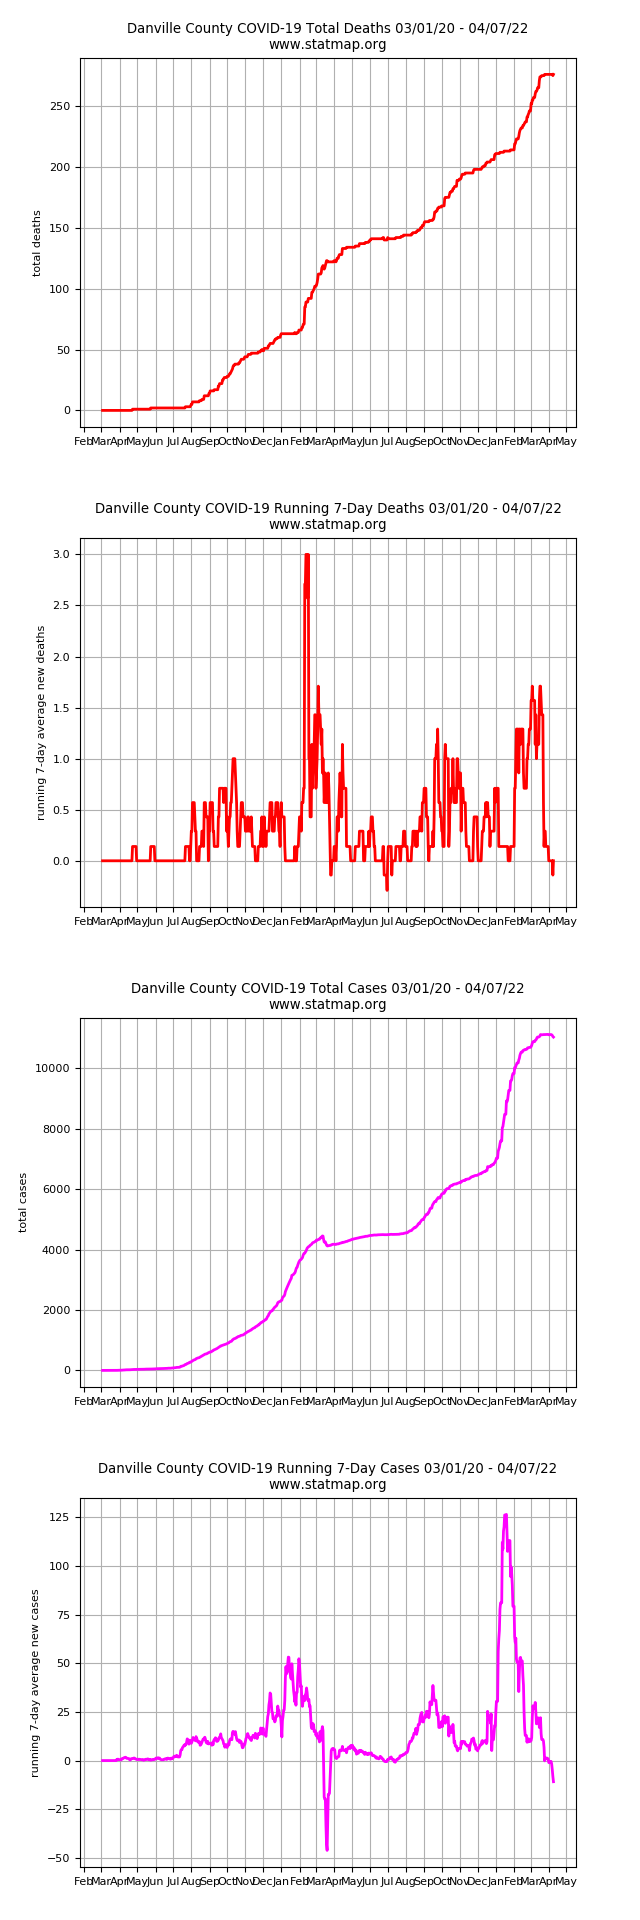 Danville County COVID-19 Total Deaths 03/01/20 - 04/07/22
www.statmap.org
250
200
150
100
50
0
total deaths
Feb Mar Apr May Jun Jul Aug Sep Oct Nov Dec Jan Feb Mar Apr May Jun Jul Aug Sep Oct Nov Dec Jan Feb Mar Apr May
Danville County COVID-19 Running 7-Day Deaths 03/01/20 - 04/07/22
www.statmap.org
3.0
2.5
2.0
1.5
1.0
0.5
0.0
running 7-day average new deaths
Feb Mar Apr May Jun Jul Aug Sep Oct Nov Dec Jan Feb Mar Apr May Jun Jul Aug Sep Oct Nov Dec Jan Feb Mar Apr May
Danville County COVID-19 Total Cases 03/01/20 - 04/07/22
www.statmap.org
10000
8000
6000
4000
2000
0
total cases
Feb Mar Apr May Jun Jul Aug Sep Oct Nov Dec Jan Feb Mar Apr May Jun Jul Aug Sep Oct Nov Dec Jan Feb Mar Apr May
Danville County COVID-19 Running 7-Day Cases 03/01/20 - 04/07/22
www.statmap.org
125
100
75
50
25
0
−25
−50
running 7-day average new cases
Feb Mar Apr May Jun Jul Aug Sep Oct Nov Dec Jan Feb Mar Apr May Jun Jul Aug Sep Oct Nov Dec Jan Feb Mar Apr May